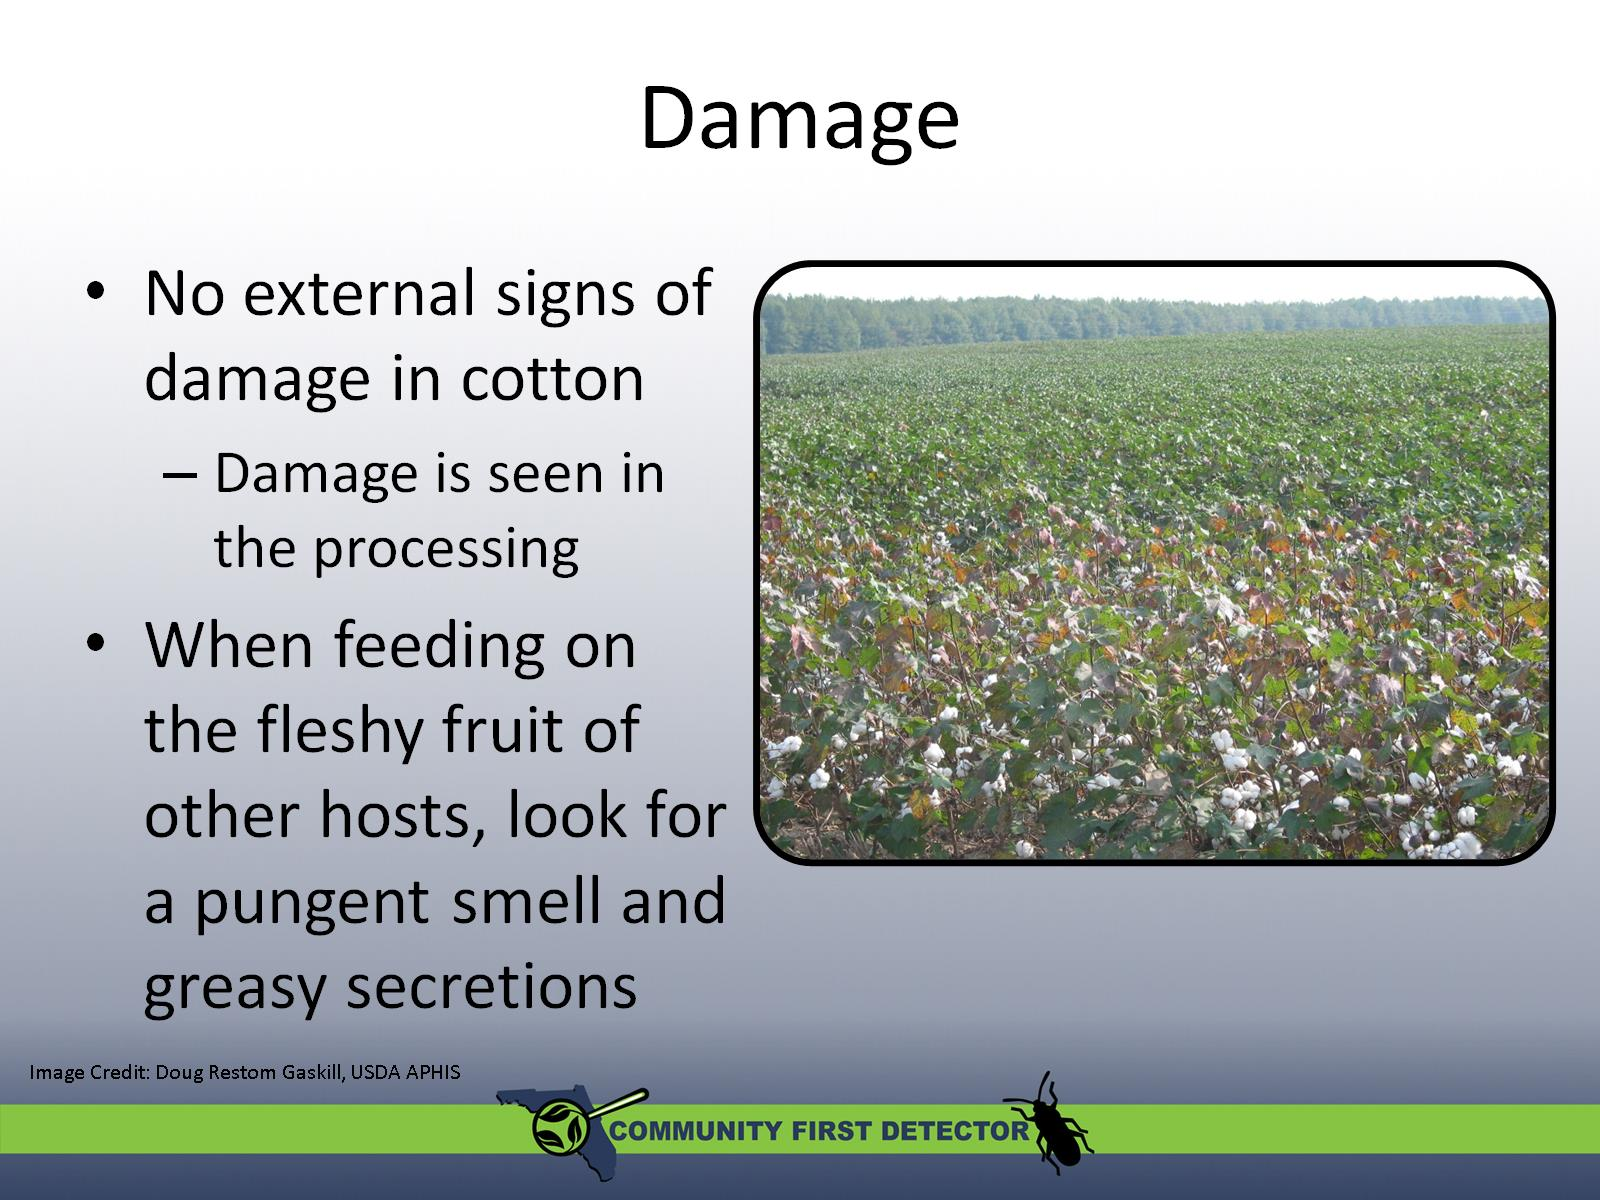 Damage
• No external signs of
damage in cotton
– Damage is seen in
the processing
• When feeding on
the fleshy fruit of
other hosts, look for
a pungent smell and
greasy secretions
Image Credit: Doug Restom Gaskill, USDA APHIS
COMMUNITY FIRST DETECTOR